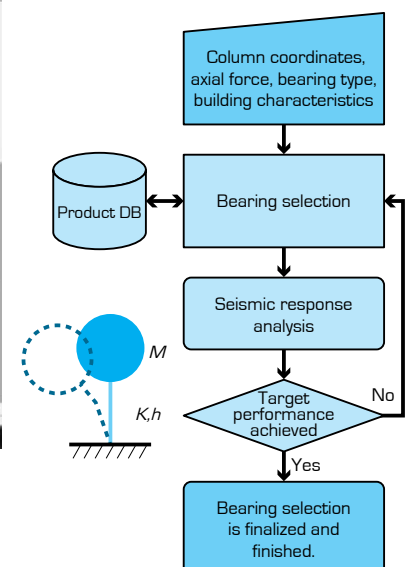 Column coordinates,
axial force, bearing type,
building characteristics
Product DB
Bearing selection
Seismic response
analysis
M
K,h
Target
performance
achieved
No
Yes
Bearing selection
is finalized and
finished.